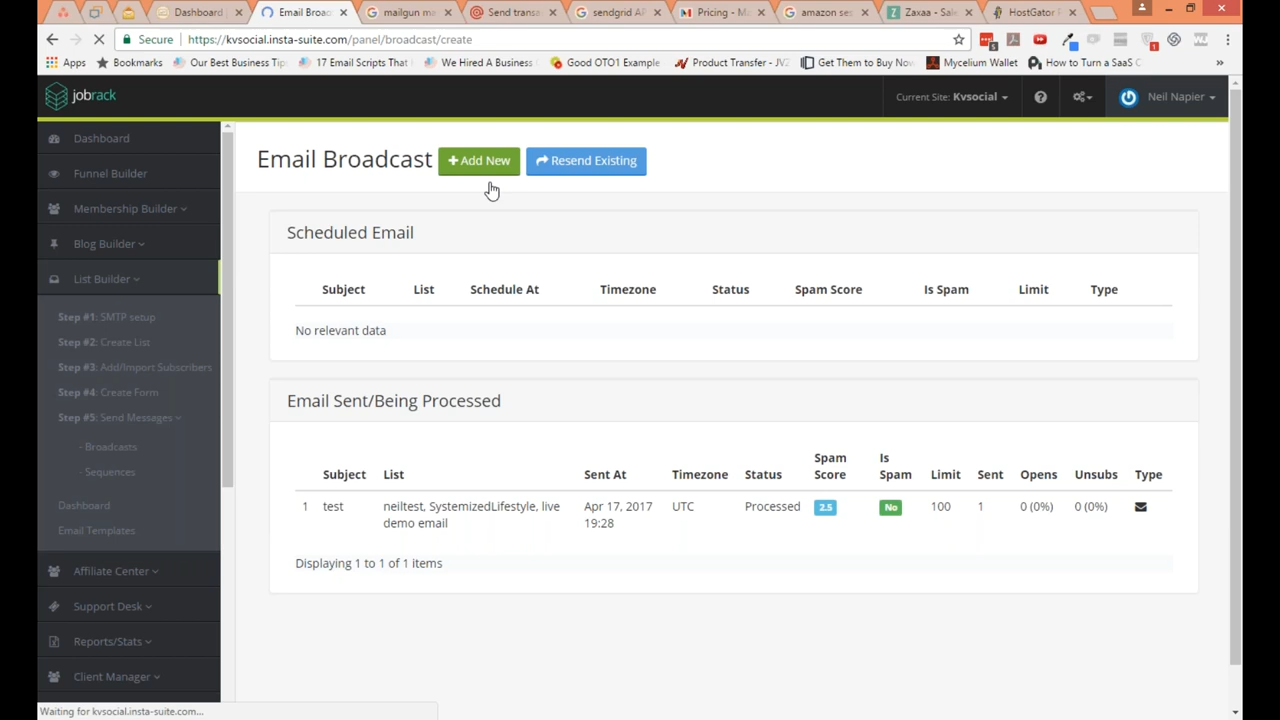 Dashboard
Email Broad
mailgun ma
Send transa
sendgrid AP
Pricing - Ma
amazon ses
Zaxaa - Sale
HostGator P
Secure
https://kvsocial.insta-suite.com/panel/broadcast/create
Apps
Bookmarks
Our Best Business Tip
17 Email Scripts That
We Hired A Business
Good OTO1 Example
Product Transfer - JVZ
Get Them to Buy Now
Mycelium Wallet
How to Turn a SaaS C
»
jobrack
Current Site: Kvsocial
Neil Napier
Dashboard
Funnel Builder
Membership Builder
Blog Builder
List Builder
Step #1: SMTP setup
Step #2: Create List
Step #3: Add/Import Subscribers
Step #4: Create Form
Step #5: Send Messages
- Broadcasts
- Sequences
Dashboard
Email Templates
Affiliate Center
Support Desk
Reports/Stats
Client Manager
Email Broadcast
+ Add New
Resend Existing
Scheduled Email
Subject List Schedule At Timezone Status Spam Score Is Spam Limit Type
No relevant data
Email Sent/Being Processed
Subject List Sent At Timezone Status Spam Score Is Spam Limit Sent Opens Unsubs Type
1 test neiltest, SystemizedLifestyle, live demo email Apr 17, 2017 19:28 UTC Processed 2.5 No 100 1 0 (0%) 0 (0%)
Displaying 1 to 1 of 1 items
Waiting for kvsocial.insta-suite.com...